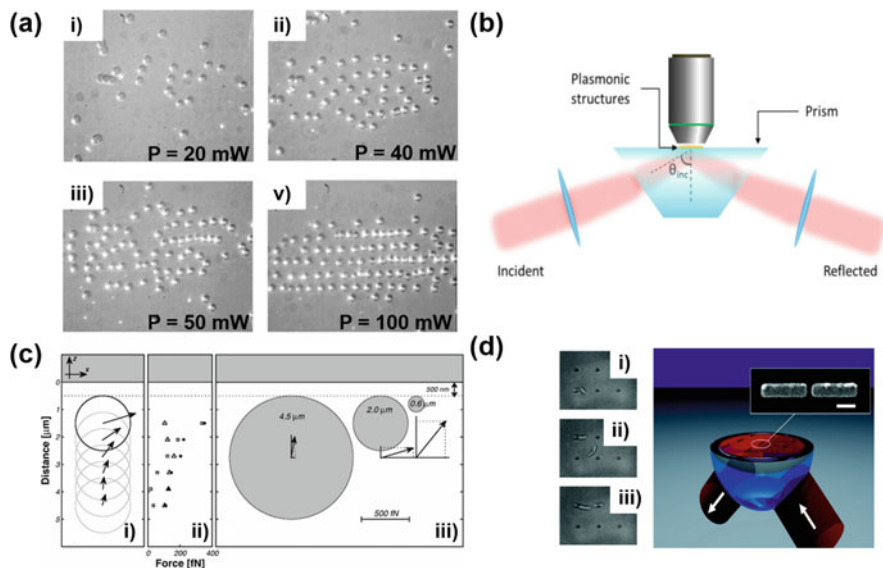 (a)
i)
P = 20 mW
ii)
P = 40 mW
iii)
P = 50 mW
v)
P = 100 mW
(b)
Plasmonic
structures
Prism
θinc
Incident
Reflected
(c)
z
x
0
1
2
3
4
5
Distance [µm]
i)
ii)
0
200
400
Force [fN]
4.5 µm
2.0 µm
0.6 µm
500 nm
500 fN
iii)
(d)
i)
ii)
iii)